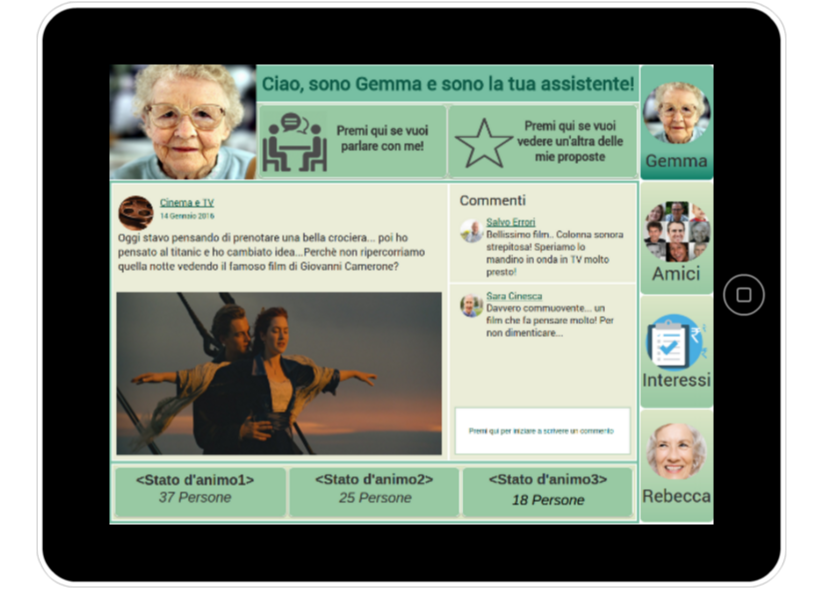 Ciao, sono Gemma e sono la tua assistente!
Premi qui se vuoi
parlare con me!
Premi qui se vuoi
vedere un'altra delle
mie proposte
Gemma
Cinema e TV
14 Gennaio 2016
Oggi stavo pensando di prenotare una bella crociera... poi ho
pensato al titanic e ho cambiato idea...Perchè non ripercorriamo
quella notte vedendo il famoso film di Giovanni Camerone?
Commenti
Salvo Errori
Bellissimo film.. Colonna sonora
strepitosa! Speriamo lo
mandino in onda in TV molto
presto!
Sara Cinesca
Davvero commuovente... un
film che fa pensare molto! Per
non dimenticare...
Premi qui per iniziare a scrivere un commento
Amici
Interessi
Rebecca
<Stato d'animo1>
37 Persone
<Stato d'animo2>
25 Persone
<Stato d'animo3>
18 Persone